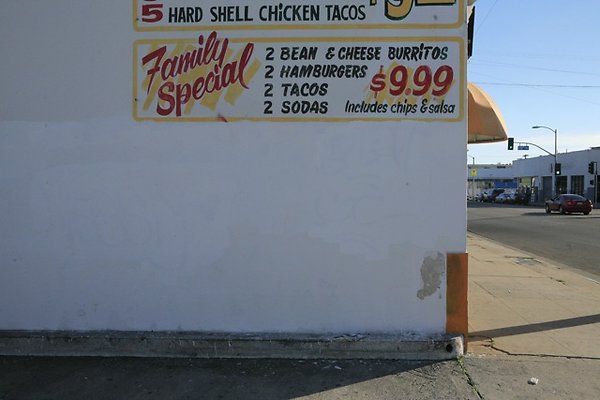 5 HARD SHELL CHICKEN TACOS
Family Special
2 BEAN & CHEESE BURRITOS
2 HAMBURGERS
2 TACOS
2 SODAS
$9.99
Includes chips & salsa